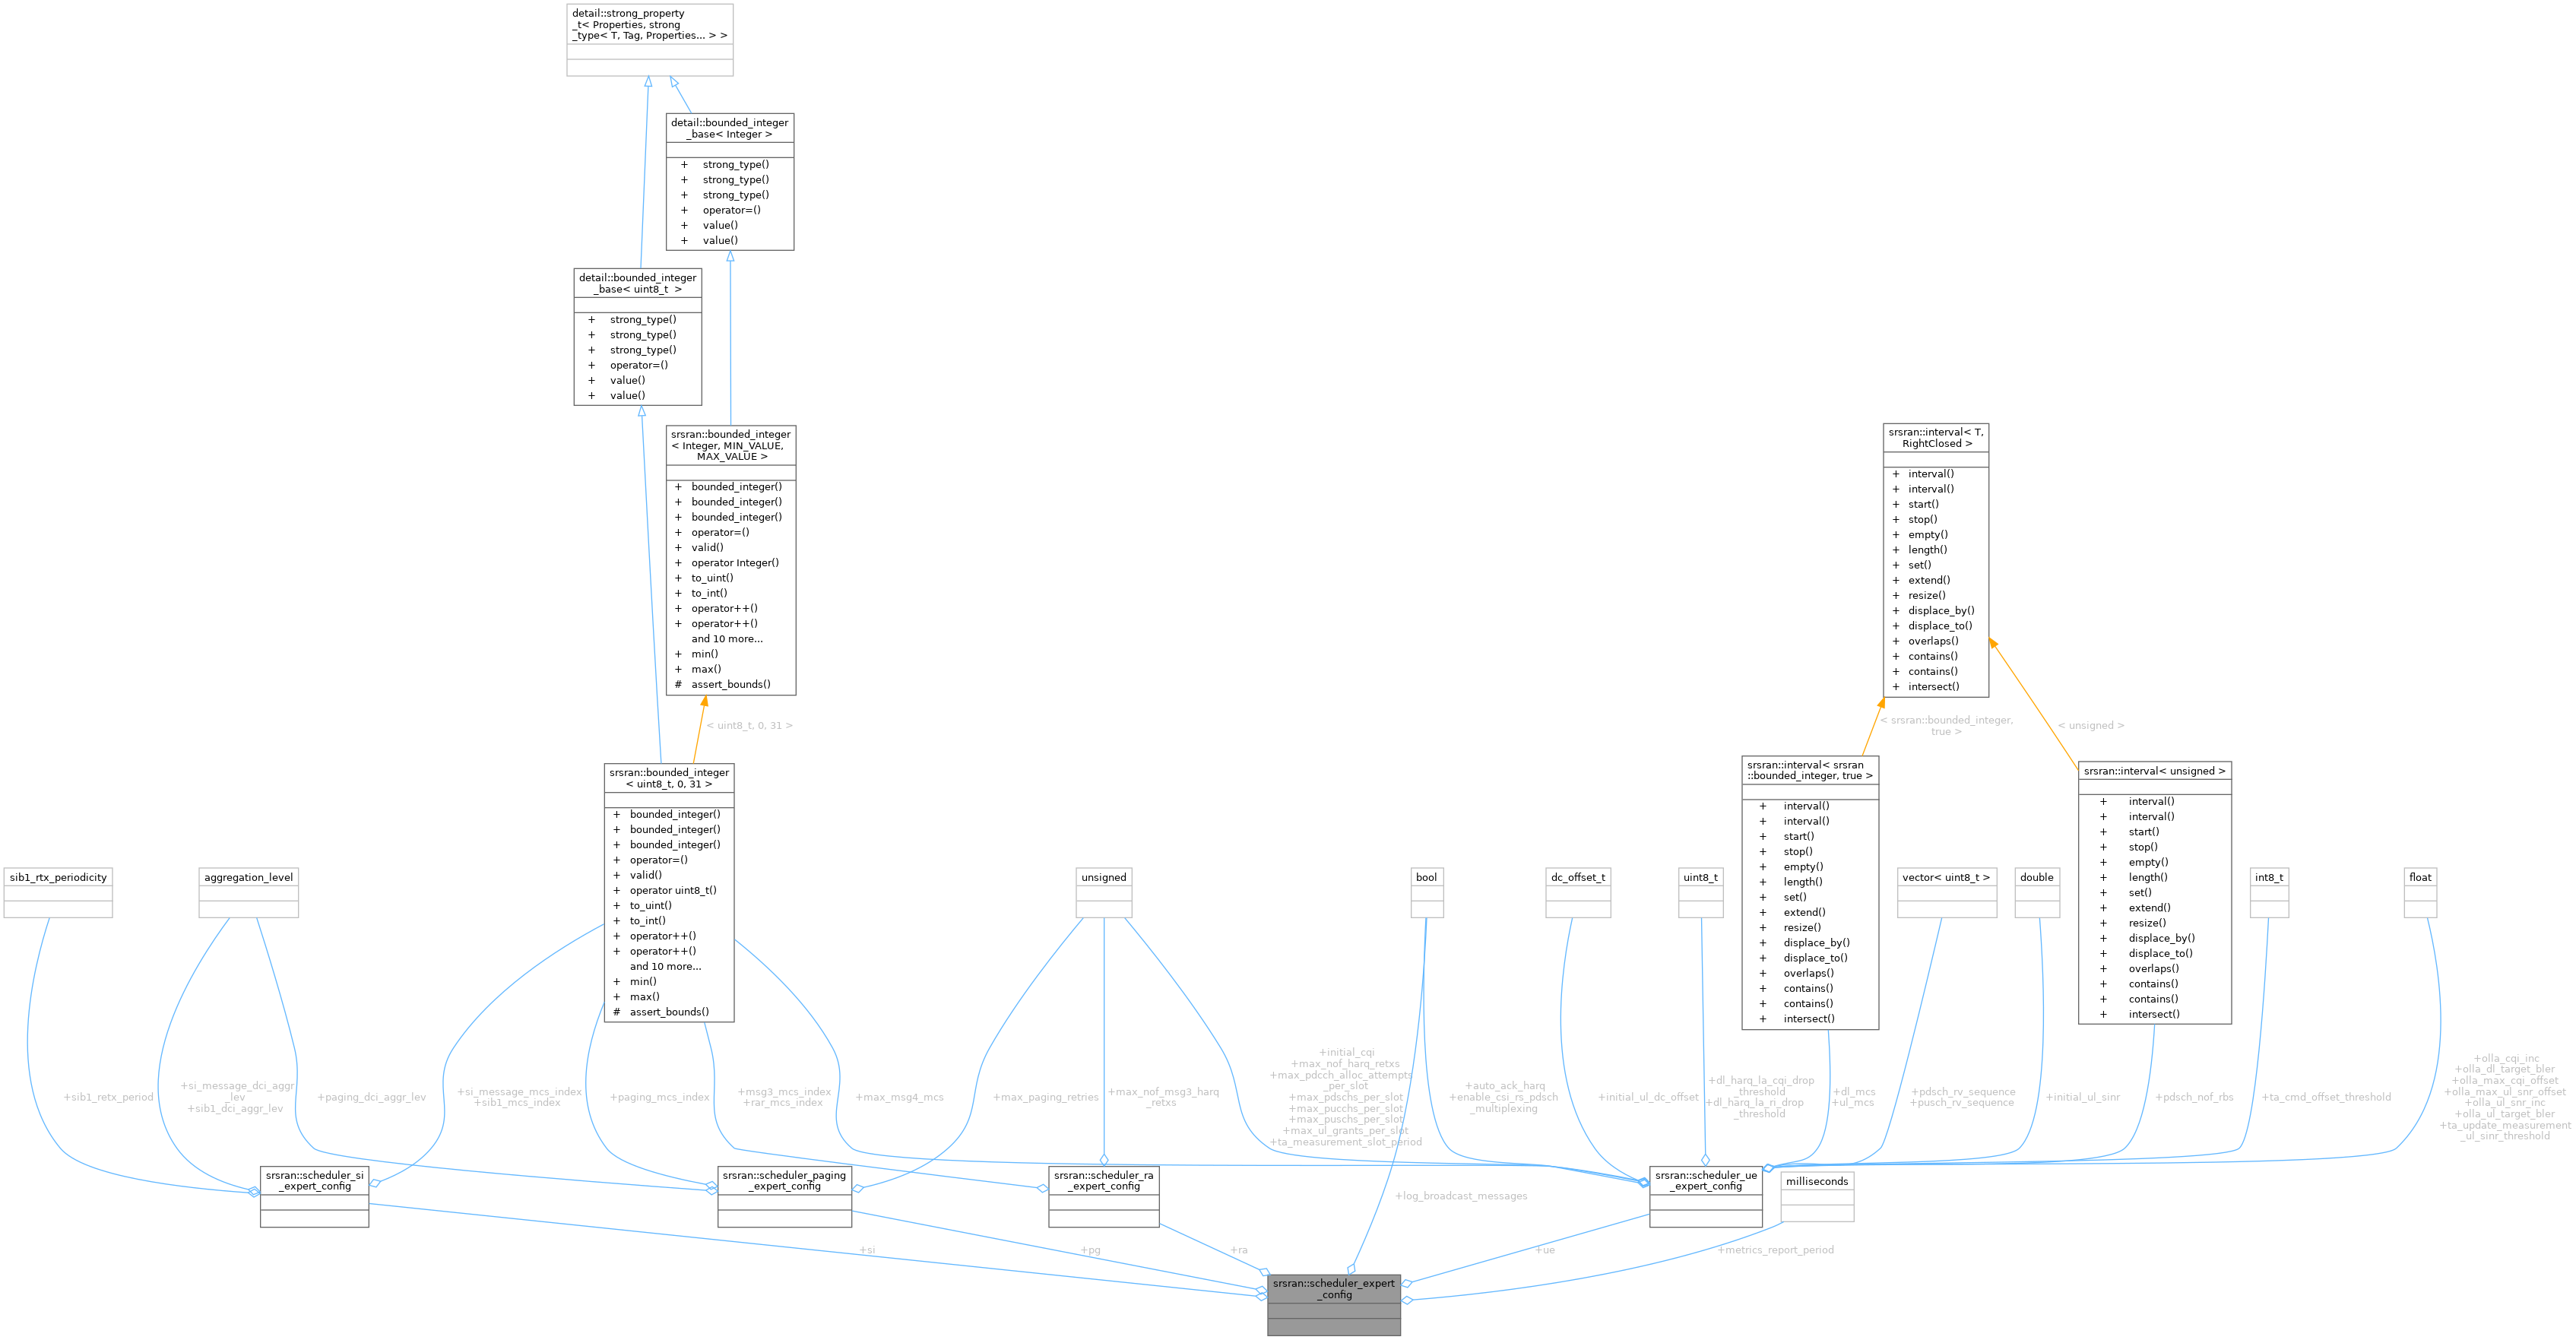 detail::strong_property
_t< Properties, strong
_type< T, Tag, Properties... > >
detail::bounded_integer
_base< Integer >
+ strong_type()
+ strong_type()
+ strong_type()
+ operator=()
+ value()
+ value()
detail::bounded_integer
_base< uint8_t >
+ strong_type()
+ strong_type()
+ strong_type()
+ operator=()
+ value()
+ value()
srsran::bounded_integer
< Integer, MIN_VALUE,
MAX_VALUE >
+ bounded_integer()
+ bounded_integer()
+ bounded_integer()
+ operator=()
+ valid()
+ operator Integer()
+ to_uint()
+ to_int()
+ operator++()
+ operator++()
and 10 more...
+ min()
+ max()
# assert_bounds()
srsran::interval< T,
RightClosed >
+ interval()
+ interval()
+ start()
+ stop()
+ empty()
+ length()
+ set()
+ extend()
+ resize()
+ displace_by()
+ displace_to()
+ overlaps()
+ contains()
+ contains()
+ intersect()
< uint8_t, 0, 31 >
< srsran::bounded_integer,
true >
< unsigned >
srsran::bounded_integer
< uint8_t, 0, 31 >
+ bounded_integer()
+ bounded_integer()
+ bounded_integer()
+ operator=()
+ valid()
+ operator uint8_t()
+ to_uint()
+ to_int()
+ operator++()
+ operator++()
and 10 more...
+ min()
+ max()
# assert_bounds()
srsran::interval< srsran
::bounded_integer, true >
+ interval()
+ interval()
+ start()
+ stop()
+ empty()
+ length()
+ set()
+ extend()
+ resize()
+ displace_by()
+ displace_to()
+ overlaps()
+ contains()
+ contains()
+ intersect()
srsran::interval< unsigned >
+ interval()
+ interval()
+ start()
+ stop()
+ empty()
+ length()
+ set()
+ extend()
+ resize()
+ displace_by()
+ displace_to()
+ overlaps()
+ contains()
+ contains()
+ intersect()
sib1_rtx_periodicity
aggregation_level
unsigned
bool
dc_offset_t
uint8_t
vector< uint8_t >
double
int8_t
float
+sib1_retx_period
+si_message_dci_aggr
_lev
+sib1_dci_aggr_lev
+paging_dci_aggr_lev
+si_message_mcs_index
+sib1_mcs_index
+paging_mcs_index
+msg3_mcs_index
+rar_mcs_index
+max_msg4_mcs
+max_paging_retries
+max_nof_msg3_harq
_retxs
+initial_cqi
+max_nof_harq_retxs
+max_pdcch_alloc_attempts
_per_slot
+max_pdschs_per_slot
+max_pucchs_per_slot
+max_puschs_per_slot
+max_ul_grants_per_slot
+ta_measurement_slot_period
+auto_ack_harq
+enable_csi_rs_pdsch
_multiplexing
+initial_ul_dc_offset
+dl_harq_la_cqi_drop
_threshold
+dl_harq_la_ri_drop
_threshold
+dl_mcs
+ul_mcs
+pdsch_rv_sequence
+pusch_rv_sequence
+initial_ul_sinr
+pdsch_nof_rbs
+ta_cmd_offset_threshold
+olla_cqi_inc
+olla_dl_target_bler
+olla_max_cqi_offset
+olla_max_ul_snr_offset
+olla_ul_snr_inc
+olla_ul_target_bler
+ta_update_measurement
_ul_sinr_threshold
srsran::scheduler_si
_expert_config
srsran::scheduler_paging
_expert_config
srsran::scheduler_ra
_expert_config
srsran::scheduler_ue
_expert_config
milliseconds
+log_broadcast_messages
+si
+pg
+ra
+ue
+metrics_report_period
srsran::scheduler_expert
_config